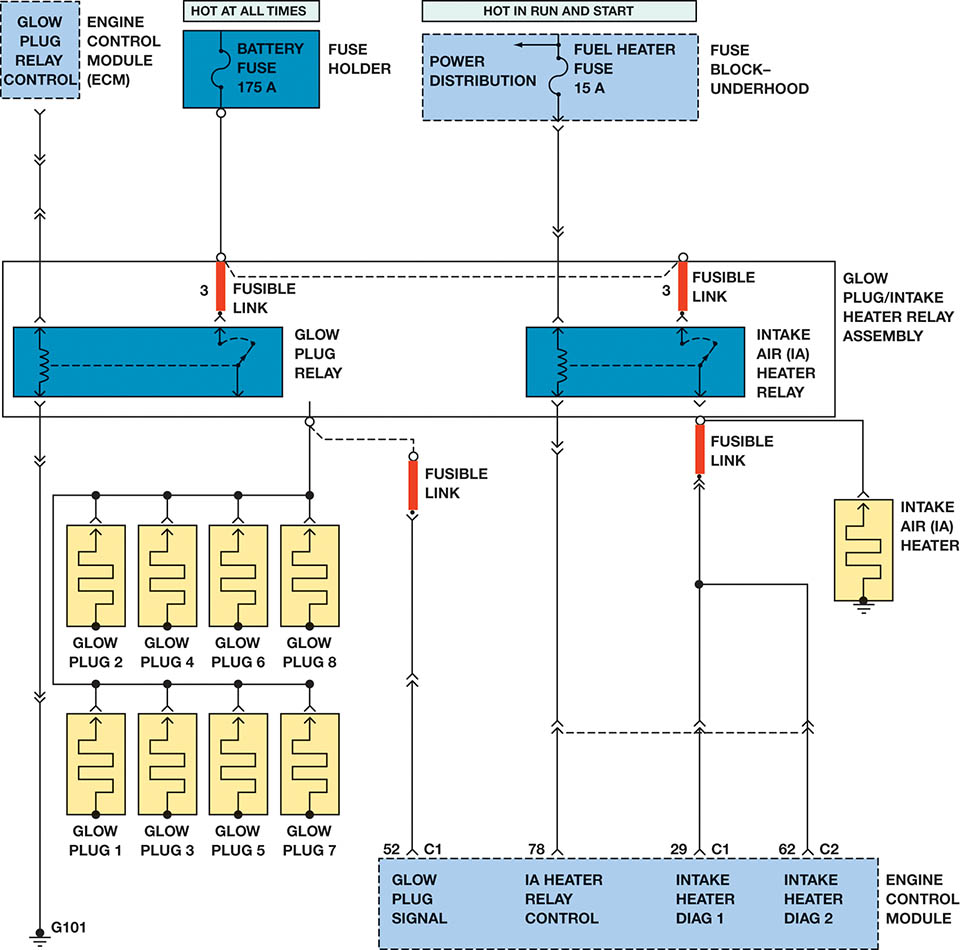 HOT AT ALL TIMES
HOT IN RUN AND START
GLOW
PLUG
RELAY
CONTROL
ENGINE
CONTROL
MODULE
(ECM)
BATTERY
FUSE
175 A
FUSE
HOLDER
POWER
DISTRIBUTION
FUEL HEATER
FUSE
15 A
FUSE
BLOCK–
UNDERHOOD
3
FUSIBLE
LINK
3
FUSIBLE
LINK
GLOW
PLUG/INTAKE
HEATER RELAY
ASSEMBLY
GLOW
PLUG
RELAY
INTAKE
AIR (IA)
HEATER
RELAY
FUSIBLE
LINK
FUSIBLE
LINK
INTAKE
AIR (IA)
HEATER
GLOW
PLUG 2
GLOW
PLUG 4
GLOW
PLUG 6
GLOW
PLUG 8
GLOW
PLUG 1
GLOW
PLUG 3
GLOW
PLUG 5
GLOW
PLUG 7
G101
52 C1
78
29 C1
62 C2
GLOW
PLUG
SIGNAL
IA HEATER
RELAY
CONTROL
INTAKE
HEATER
DIAG 1
INTAKE
HEATER
DIAG 2
ENGINE
CONTROL
MODULE